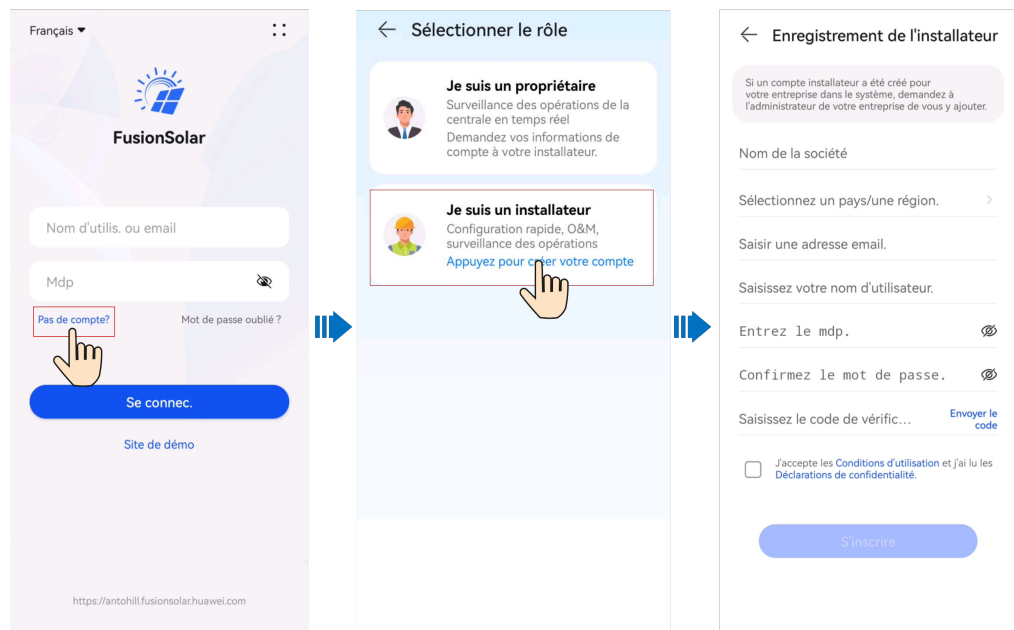 Français
FusionSolar
Nom d'utilis. ou email
Mdp
Pas de compte?
Mot de passe oublié ?
Se connec.
Site de démo
https://antohill.fusionsolar.huawei.com
Sélectionner le rôle
Je suis un propriétaire
Surveillance des opérations de la
centrale en temps réel
Demandez vos informations de
compte à votre installateur.
Je suis un installateur
Configuration rapide, O&M,
surveillance des opérations
Appuyez pour créer votre compte
Enregistrement de l'installateur
Si un compte installateur a été créé pour
votre entreprise dans le système, demandez à
l'administrateur de votre entreprise de vous y ajouter.
Nom de la société
Sélectionnez un pays/une région.
Saisir une adresse email.
Saisissez votre nom d'utilisateur.
Entrez le mdp.
Confirmez le mot de passe.
Saisissez le code de vérific...
Envoyer le
code
J'accepte les Conditions d'utilisation et j'ai lu les
Déclarations de confidentialité.
S'inscrire